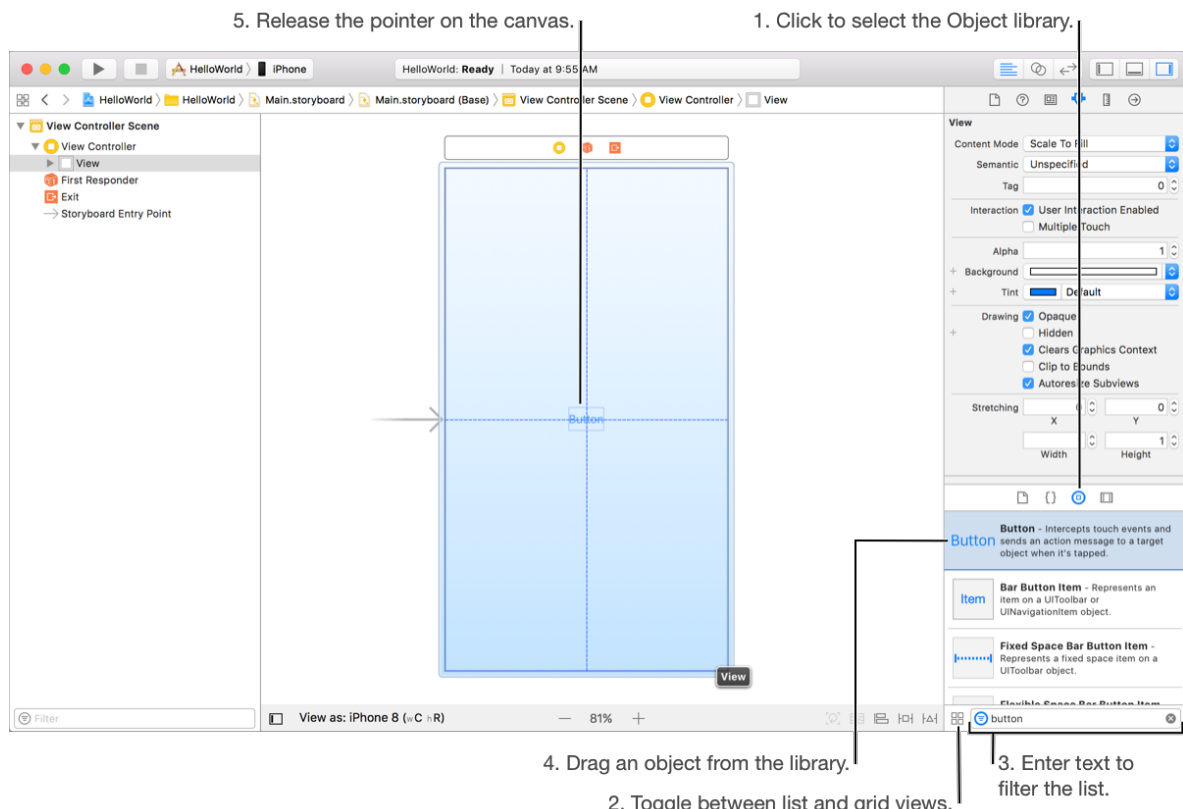 5. Release the pointer on the canvas.
1. Click to select the Object library.
HelloWorld
iPhone
HelloWorld: Ready | Today at 9:55 AM
HelloWorld
HelloWorld
Main.storyboard
Main.storyboard (Base)
View Controller Scene
View Controller
View
View Controller Scene
View Controller
View
First Responder
Exit
Storyboard Entry Point
Button
View
View
Content Mode Scale To Fill
Semantic Unspecified
Tag 0
Interaction User Interaction Enabled
Multiple Touch
Alpha 1
Background
Tint Default
Drawing Opaque
Hidden
Clears Graphics Context
Clip to Bounds
Autoresize Subviews
Stretching 0
X Y
1
Width Height
{}
Button
Button - Intercepts touch events and
sends an action message to a target
object when it's tapped.
Item
Bar Button Item - Represents an
item on a UIToolbar or
UINavigationItem object.
Fixed Space Bar Button Item -
Represents a fixed space item on a
UIToolbar object.
Flexible Space Bar Button Item
Filter
View as: iPhone 8 (wC hR)
81%
button
4. Drag an object from the library.
3. Enter text to
filter the list.
2. Toggle between list and grid views.